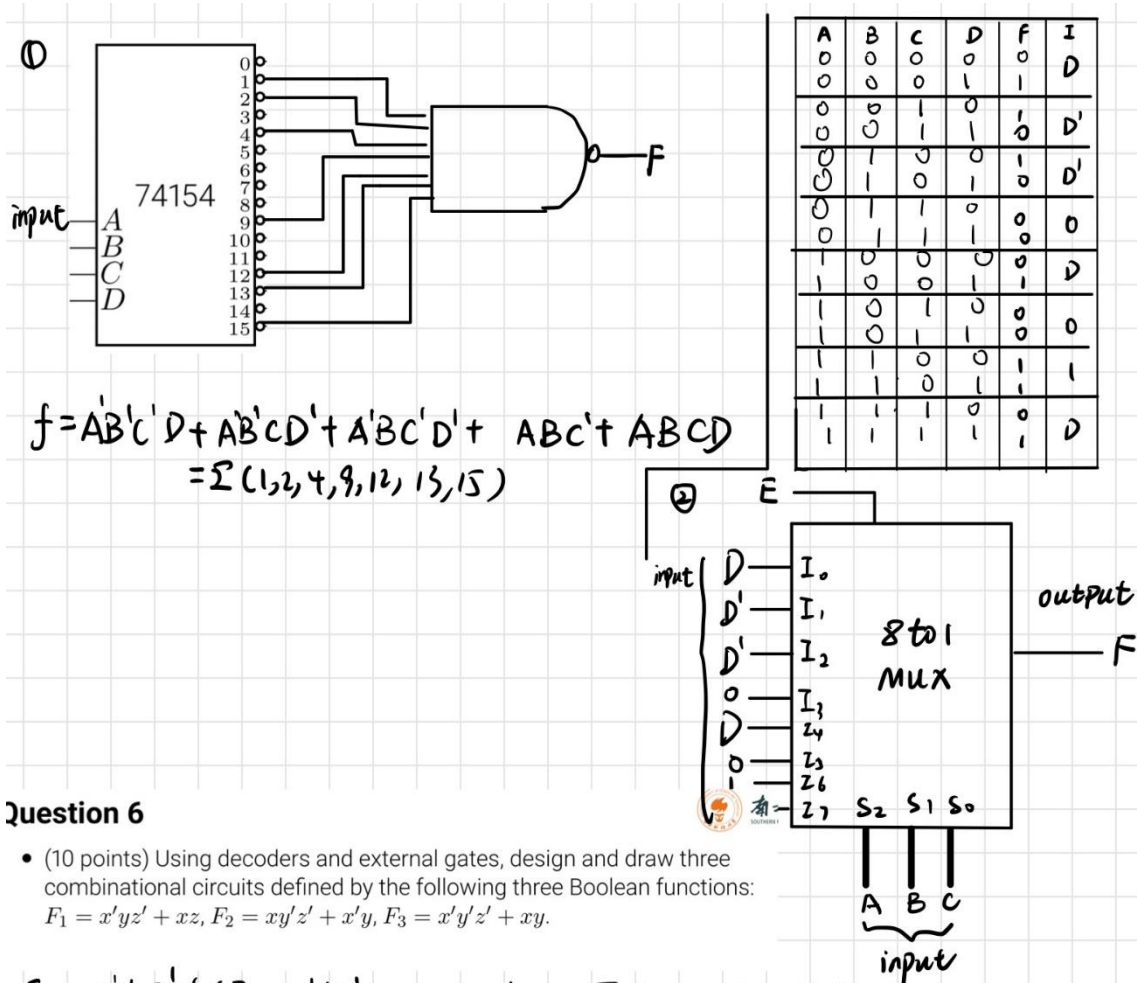 ①
0
1
2
3
4
5
6
7
8
9
10
11
12
13
14
15
74154
input
A
B
C
D
F
f = A'B'C'D + A'B'CD' + A'BC'D' + ABC' + ABCD
= Σ(1,2,4,9,12,13,15)
A B C D F I
0 0 0 0 0 D
0 0 0 1 1
0 0 1 0 1 D'
0 0 1 1 0
0 1 0 0 1 D'
0 1 0 1 0
0 1 1 0 0 0
0 1 1 1 0
1 0 0 0 0 D
1 0 0 1 1
1 0 1 0 0 0
1 0 1 1 0
1 1 0 0 1 1
1 1 0 1 1
1 1 1 0 0 D
1 1 1 1 1
② E
input
D I₀
D' I₁
D' I₂
0 I₃
D I₄
0 I₅
1 I₆
I₇
8 to 1
MUX
S₂ S₁ S₀
output
F
A B C
input
Question 6
• (10 points) Using decoders and external gates, design and draw three
combinational circuits defined by the following three Boolean functions:
F₁ = x'yz' + xz, F₂ = xy'z' + x'y, F₃ = x'y'z' + xy.